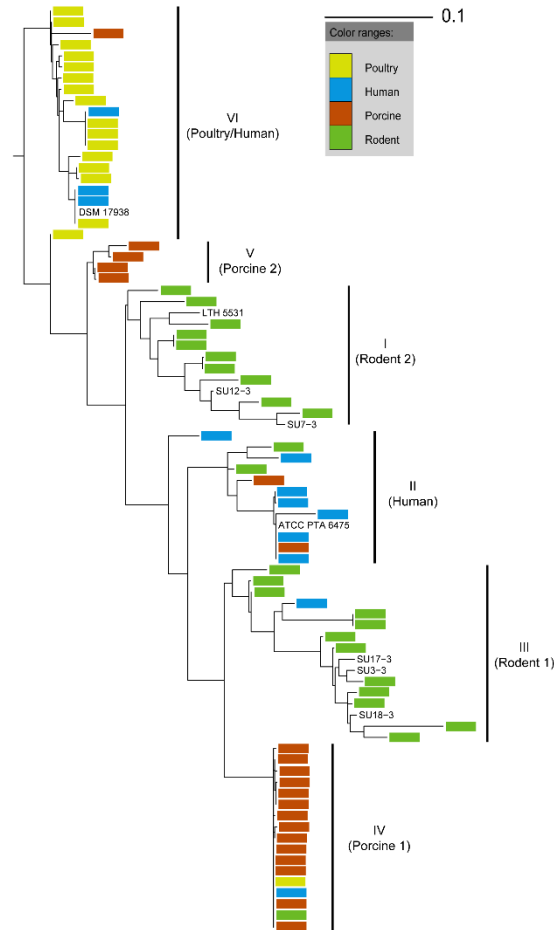 0.1
Color ranges:
Poultry
Human
Porcine
Rodent
VI
(Poultry/Human)
DSM 17938
V
(Porcine 2)
LTH 5531
I
(Rodent 2)
SU12-3
SU7-3
II
(Human)
ATCC PTA 6475
III
(Rodent 1)
SU17-3
SU3-3
SU18-3
IV
(Porcine 1)